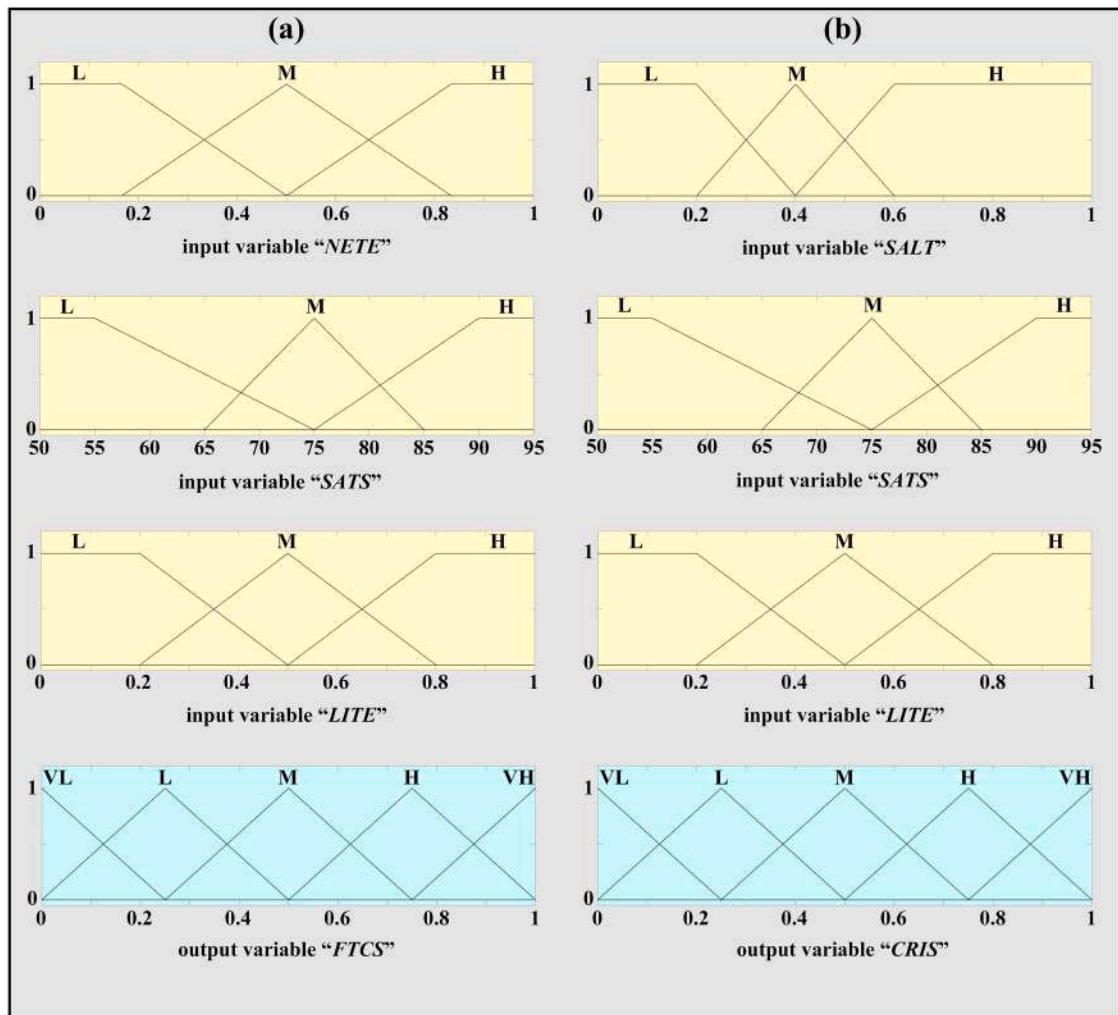 (a)
L M H
1
0
0 0.2 0.4 0.6 0.8 1
input variable “NETE”
L M H
1
0
50 55 60 65 70 75 80 85 90 95
input variable “SATS”
L M H
1
0
0 0.2 0.4 0.6 0.8 1
input variable “LITE”
VL L M H VH
1
0
0 0.2 0.4 0.6 0.8 1
output variable “FTCS”
(b)
L M H
1
0
0 0.2 0.4 0.6 0.8 1
input variable “SALT”
L M H
1
0
50 55 60 65 70 75 80 85 90 95
input variable “SATS”
L M H
1
0
0 0.2 0.4 0.6 0.8 1
input variable “LITE”
VL L M H VH
1
0
0 0.2 0.4 0.6 0.8 1
output variable “CRIS”